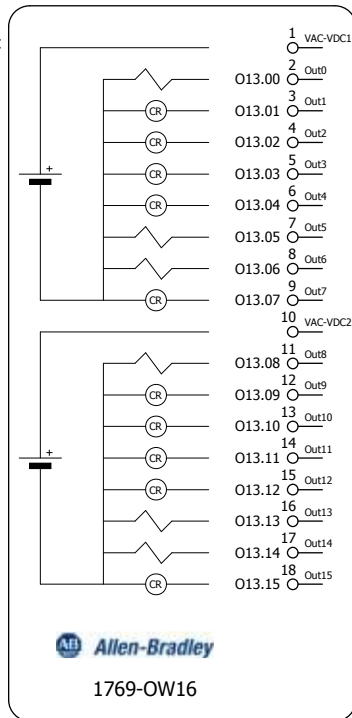 1 VAC-VDC1
+
O13.00 2 Out0
CR O13.01 3 Out1
CR O13.02 4 Out2
CR O13.03 5 Out3
CR O13.04 6 Out4
O13.05 7 Out5
O13.06 8 Out6
CR O13.07 9 Out7
10 VAC-VDC2
+
O13.08 11 Out8
CR O13.09 12 Out9
CR O13.10 13 Out10
CR O13.11 14 Out11
CR O13.12 15 Out12
O13.13 16 Out13
O13.14 17 Out14
CR O13.15 18 Out15
AB Allen-Bradley
1769-OW16